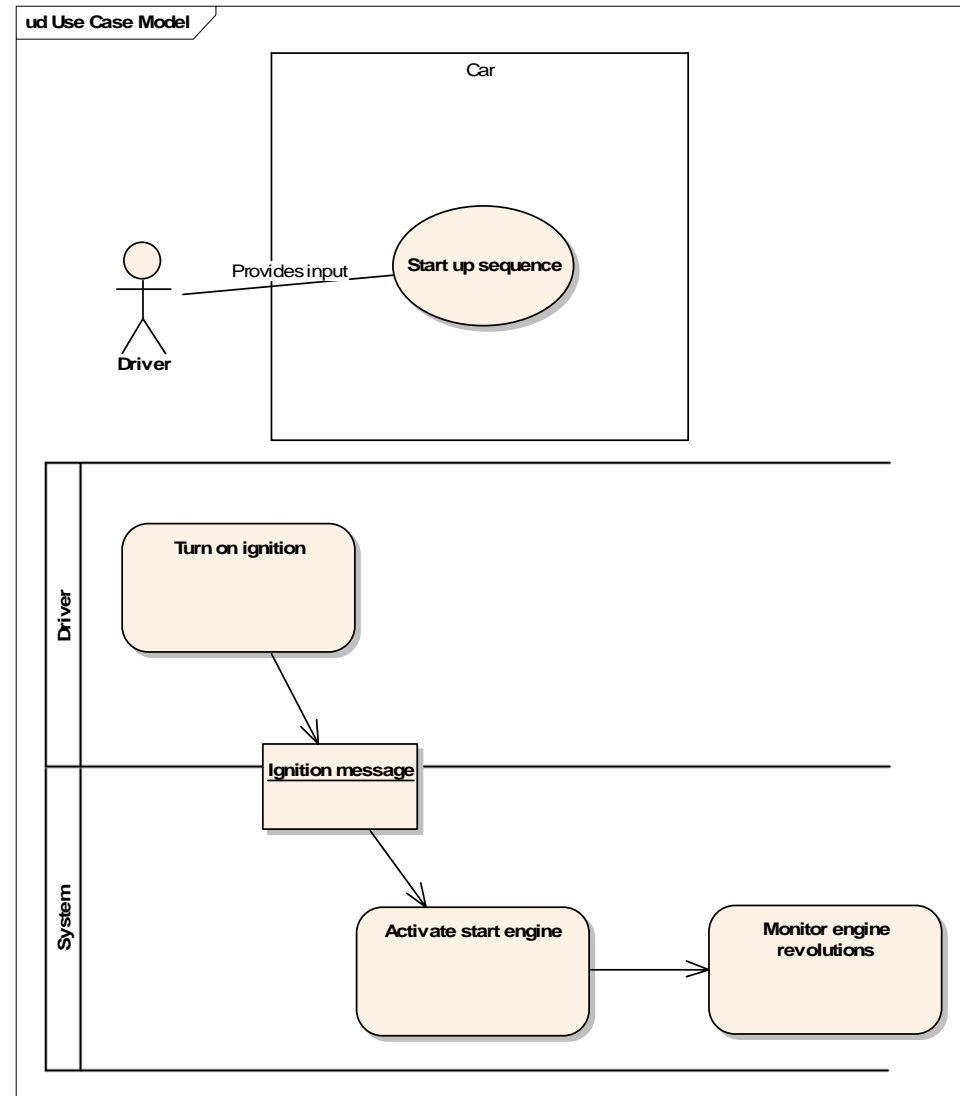 ud Use Case Model
Car
Start up sequence
Provides input
Driver
Driver
Turn on ignition
Ignition message
System
Activate start engine
Monitor engine
revolutions